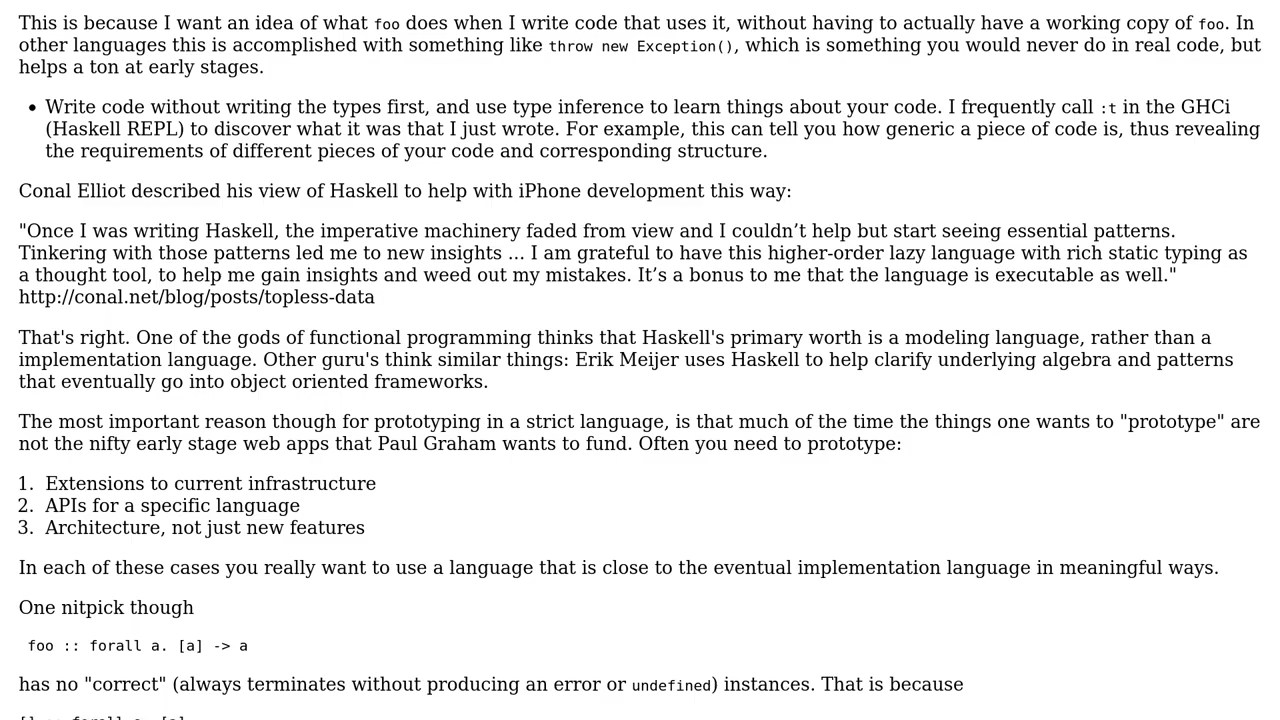 This is because I want an idea of what foo does when I write code that uses it, without having to actually have a working copy of foo. In
other languages this is accomplished with something like throw new Exception(), which is something you would never do in real code, but
helps a ton at early stages.
• Write code without writing the types first, and use type inference to learn things about your code. I frequently call :t in the GHCi
(Haskell REPL) to discover what it was that I just wrote. For example, this can tell you how generic a piece of code is, thus revealing
the requirements of different pieces of your code and corresponding structure.
Conal Elliot described his view of Haskell to help with iPhone development this way:
"Once I was writing Haskell, the imperative machinery faded from view and I couldn’t help but start seeing essential patterns.
Tinkering with those patterns led me to new insights ... I am grateful to have this higher-order lazy language with rich static typing as
a thought tool, to help me gain insights and weed out my mistakes. It’s a bonus to me that the language is executable as well."
http://conal.net/blog/posts/topless-data
That's right. One of the gods of functional programming thinks that Haskell's primary worth is a modeling language, rather than a
implementation language. Other guru's think similar things: Erik Meijer uses Haskell to help clarify underlying algebra and patterns
that eventually go into object oriented frameworks.
The most important reason though for prototyping in a strict language, is that much of the time the things one wants to "prototype" are
not the nifty early stage web apps that Paul Graham wants to fund. Often you need to prototype:
1. Extensions to current infrastructure
2. APIs for a specific language
3. Architecture, not just new features
In each of these cases you really want to use a language that is close to the eventual implementation language in meaningful ways.
One nitpick though
foo :: forall a. [a] -> a
has no "correct" (always terminates without producing an error or undefined) instances. That is because